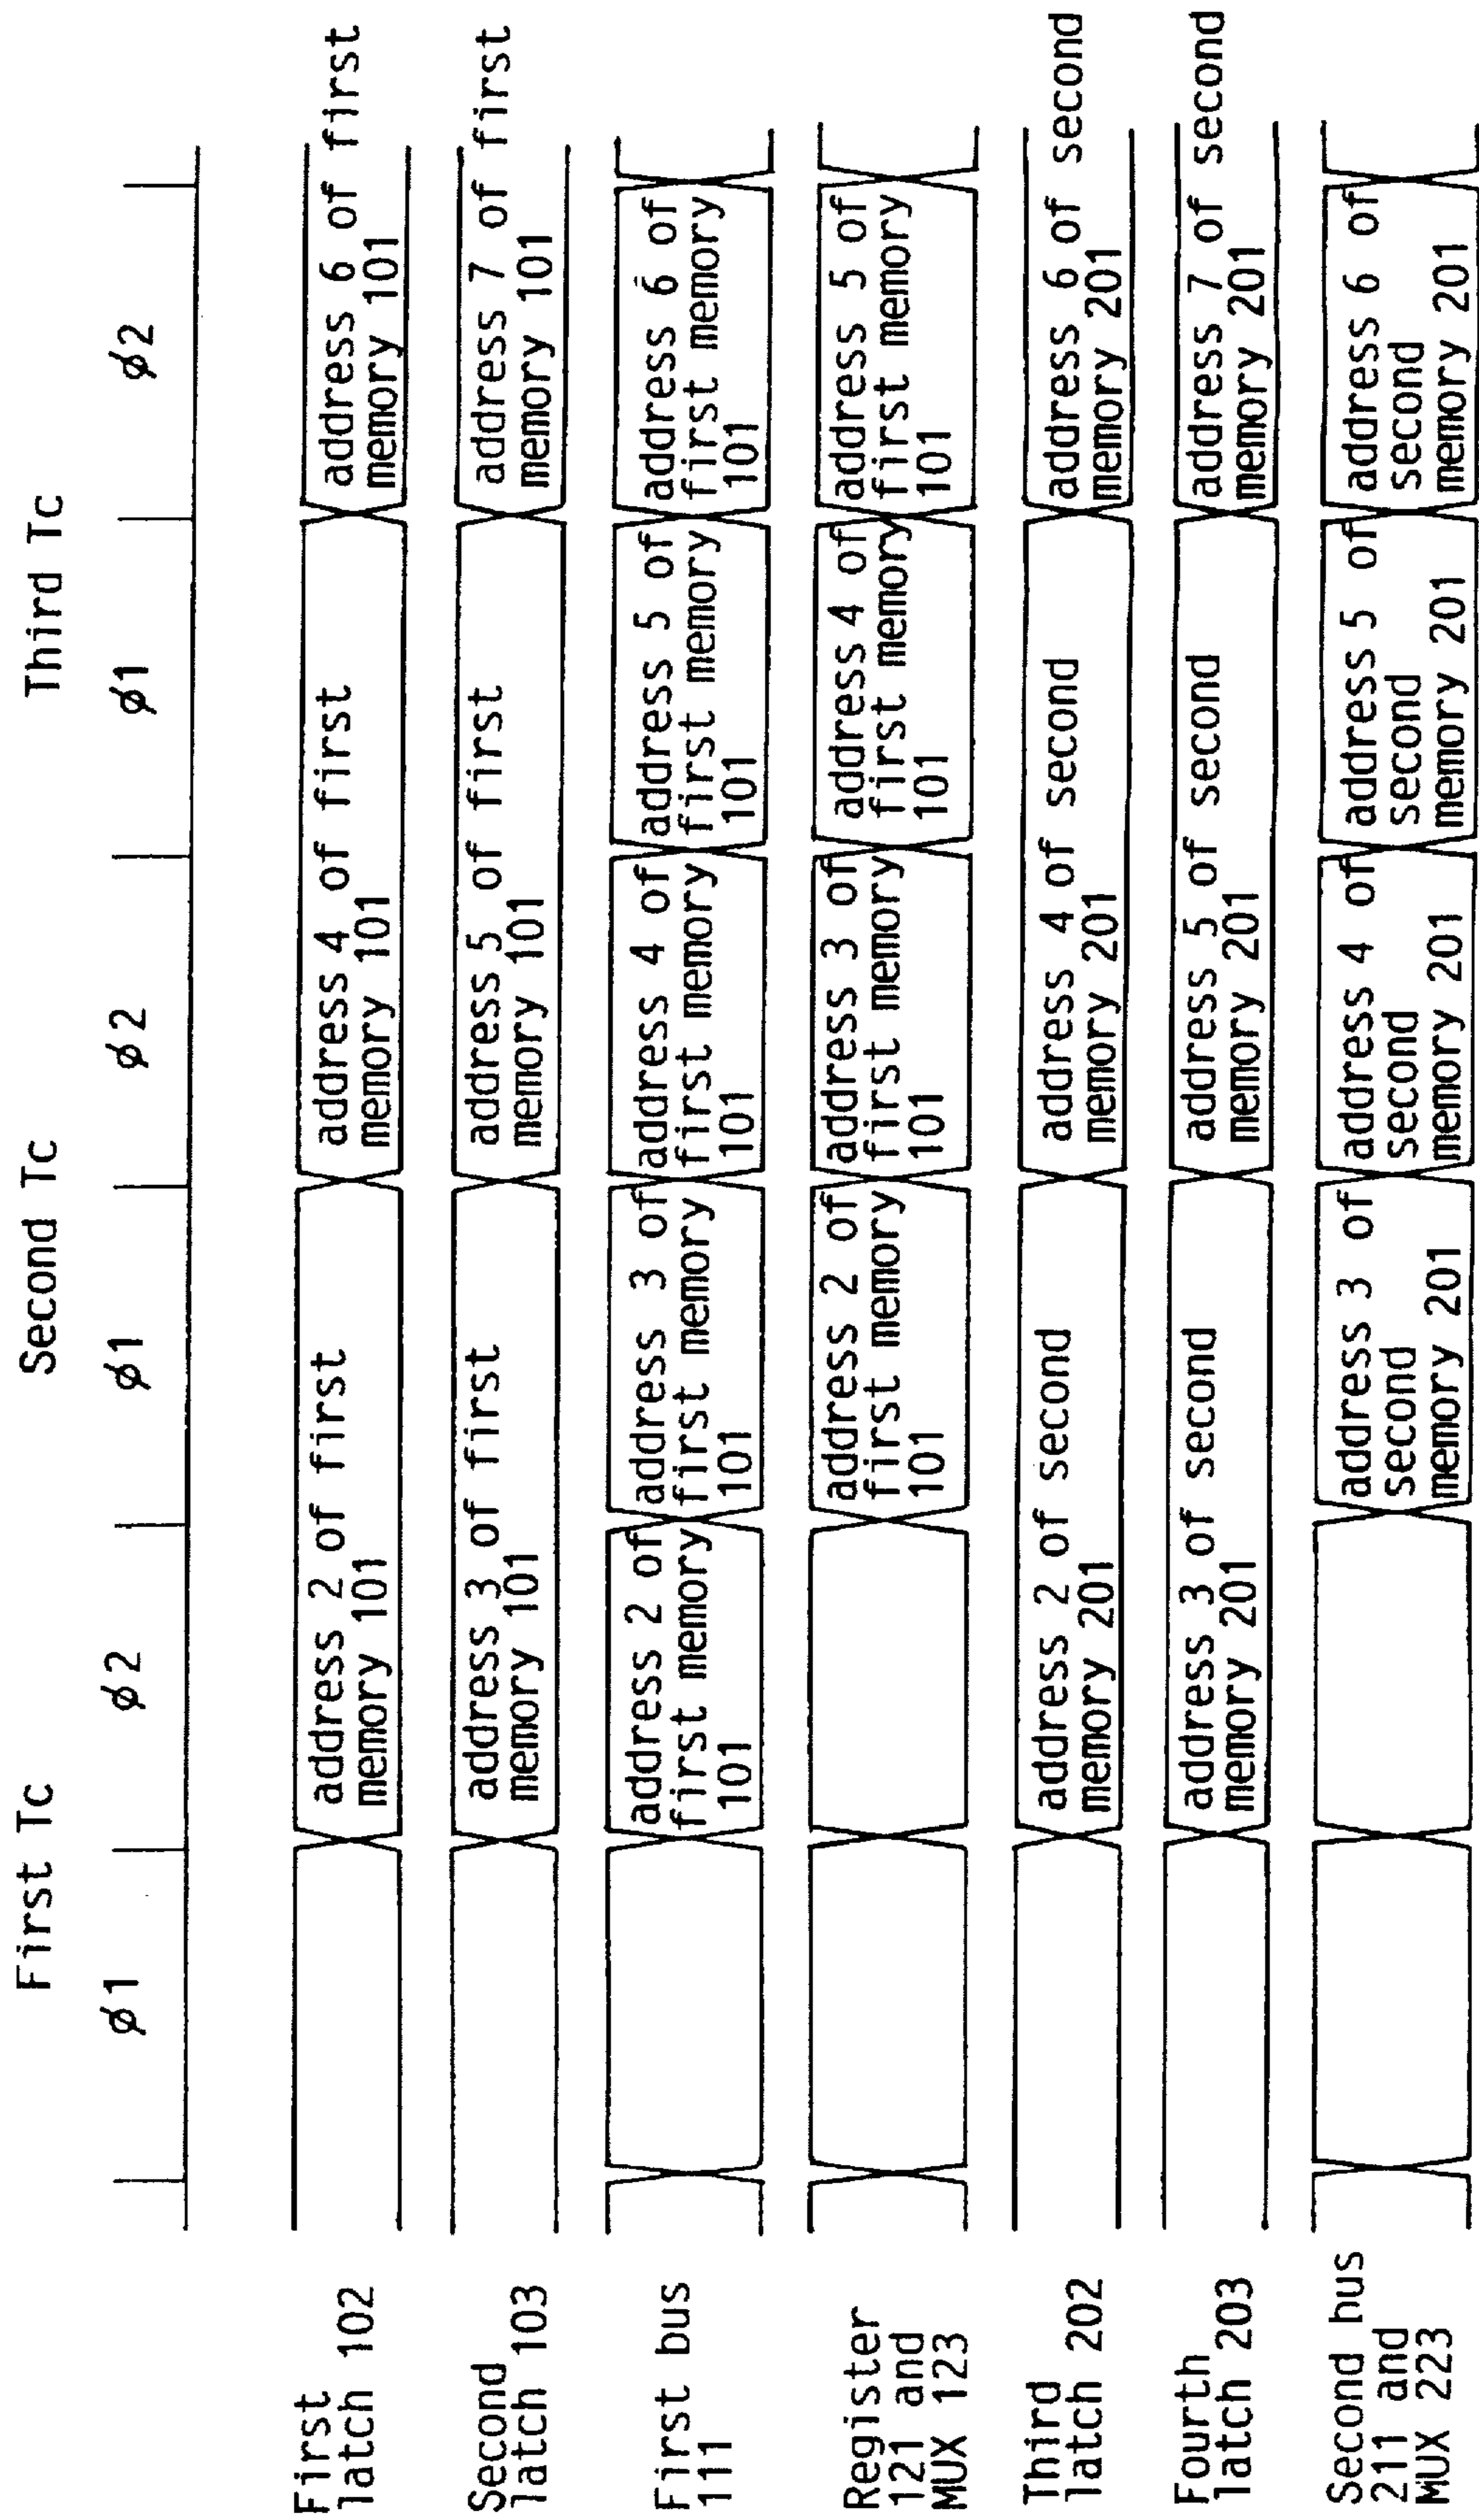 First Tc
Second Tc
Third Tc
ø1
ø2
ø1
ø2
ø1
ø2
First
latch 102
address 2 of first
memory 101
address 4 of first
memory 101
address 6 of first
memory 101
Second
latch 103
address 3 of first
memory 101
address 5 of first
memory 101
address 7 of first
memory 101
First bus
111
address 2 of
first memory
101
address 3 of
first memory
101
address 4 of
first memory
101
address 5 of
first memory
101
address 6 of
first memory
101
Register
121 and
MUX 123
address 2 of
first memory
101
address 3 of
first memory
101
address 4 of
first memory
101
address 5 of
first memory
101
Third
latch 202
address 2 of second
memory 201
address 4 of second
memory 201
address 6 of second
memory 201
Fourth
latch 203
address 3 of second
memory 201
address 5 of second
memory 201
address 7 of second
memory 201
Second hus
211 and
MUX 223
address 3 of
second
memory 201
address 4 of
second
memory 201
address 5 of
second
memory 201
address 6 of
second
memory 201